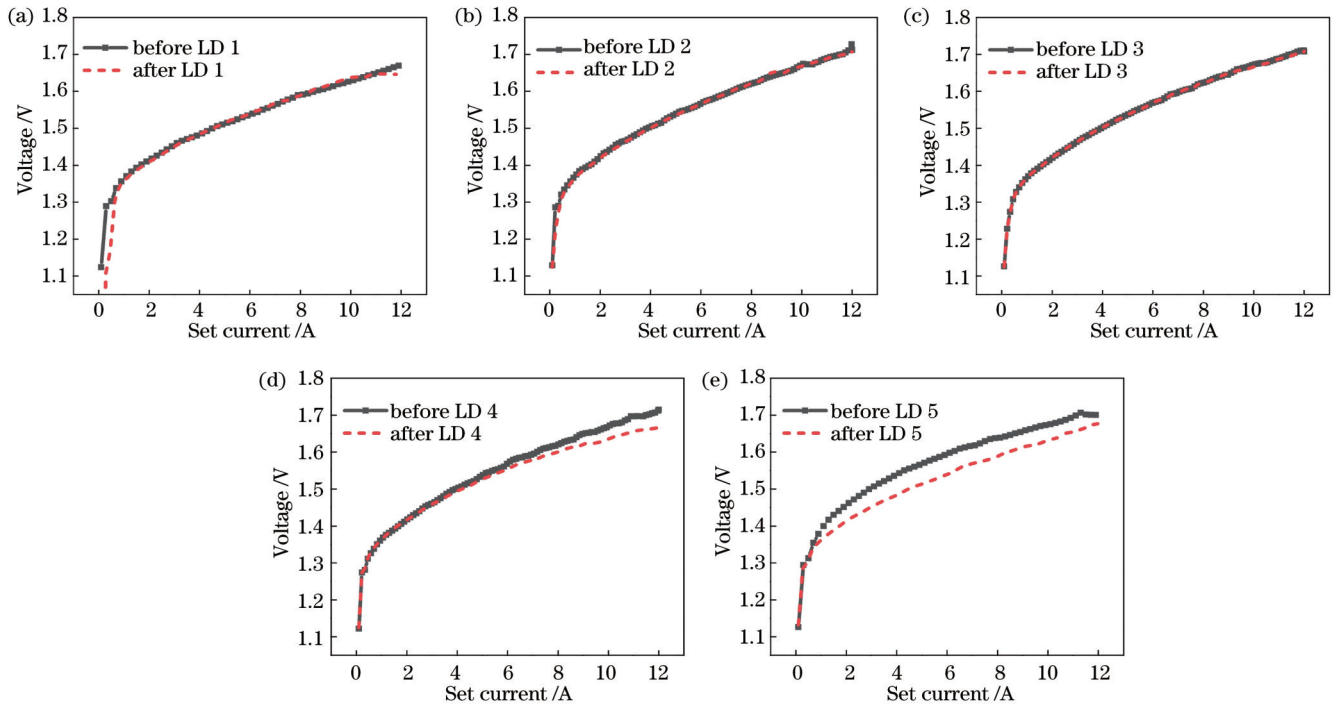 (a)
1.8
1.7
1.6
1.5
1.4
1.3
1.2
1.1
Voltage /V
before LD 1
after LD 1
0 2 4 6 8 10 12
Set current /A
(b)
1.8
1.7
1.6
1.5
1.4
1.3
1.2
1.1
Voltage /V
before LD 2
after LD 2
0 2 4 6 8 10 12
Set current /A
(c)
1.8
1.7
1.6
1.5
1.4
1.3
1.2
1.1
Voltage /V
before LD 3
after LD 3
0 2 4 6 8 10 12
Set current /A
(d)
1.8
1.7
1.6
1.5
1.4
1.3
1.2
1.1
Voltage /V
before LD 4
after LD 4
0 2 4 6 8 10 12
Set current /A
(e)
1.8
1.7
1.6
1.5
1.4
1.3
1.2
1.1
Voltage /V
before LD 5
after LD 5
0 2 4 6 8 10 12
Set current /A